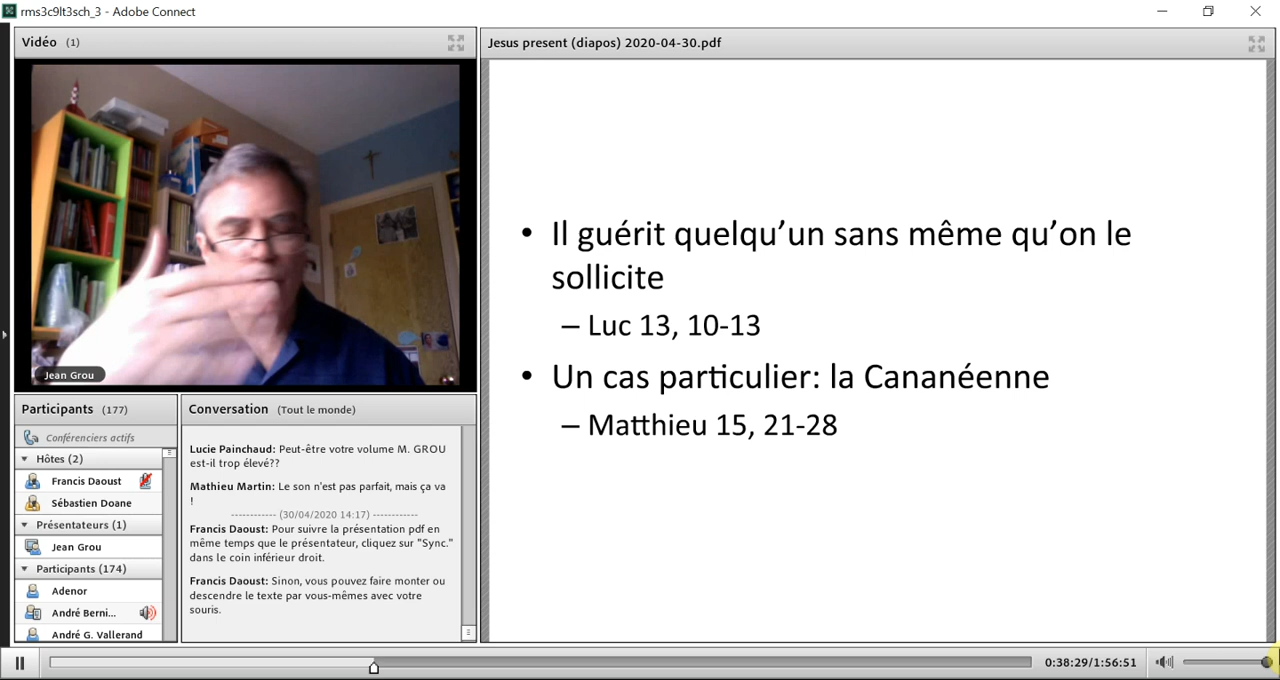 rms3c9lt3sch_3 - Adobe Connect
Vidéo (1)
Jean Grou
Participants (177)
Conférenciers actifs
Hôtes (2)
Francis Daoust
Sébastien Doane
Présentateurs (1)
Jean Grou
Participants (174)
Adenor
André Berni...
André G. Vallerand
Conversation (Tout le monde)
Lucie Painchaud: Peut-être votre volume M. GROU
est-il trop élevé??
Mathieu Martin: Le son n'est pas parfait, mais ça va
!
------------ (30/04/2020 14:17) ------------
Francis Daoust: Pour suivre la présentation pdf en
même temps que le présentateur, cliquez sur "Sync."
dans le coin inférieur droit.
Francis Daoust: Sinon, vous pouvez faire monter ou
descendre le texte par vous-mêmes avec votre
souris.
Jesus present (diapos) 2020-04-30.pdf
• Il guérit quelqu’un sans même qu’on le
sollicite
– Luc 13, 10-13
• Un cas particulier: la Cananéenne
– Matthieu 15, 21-28
0:38:29/1:56:51